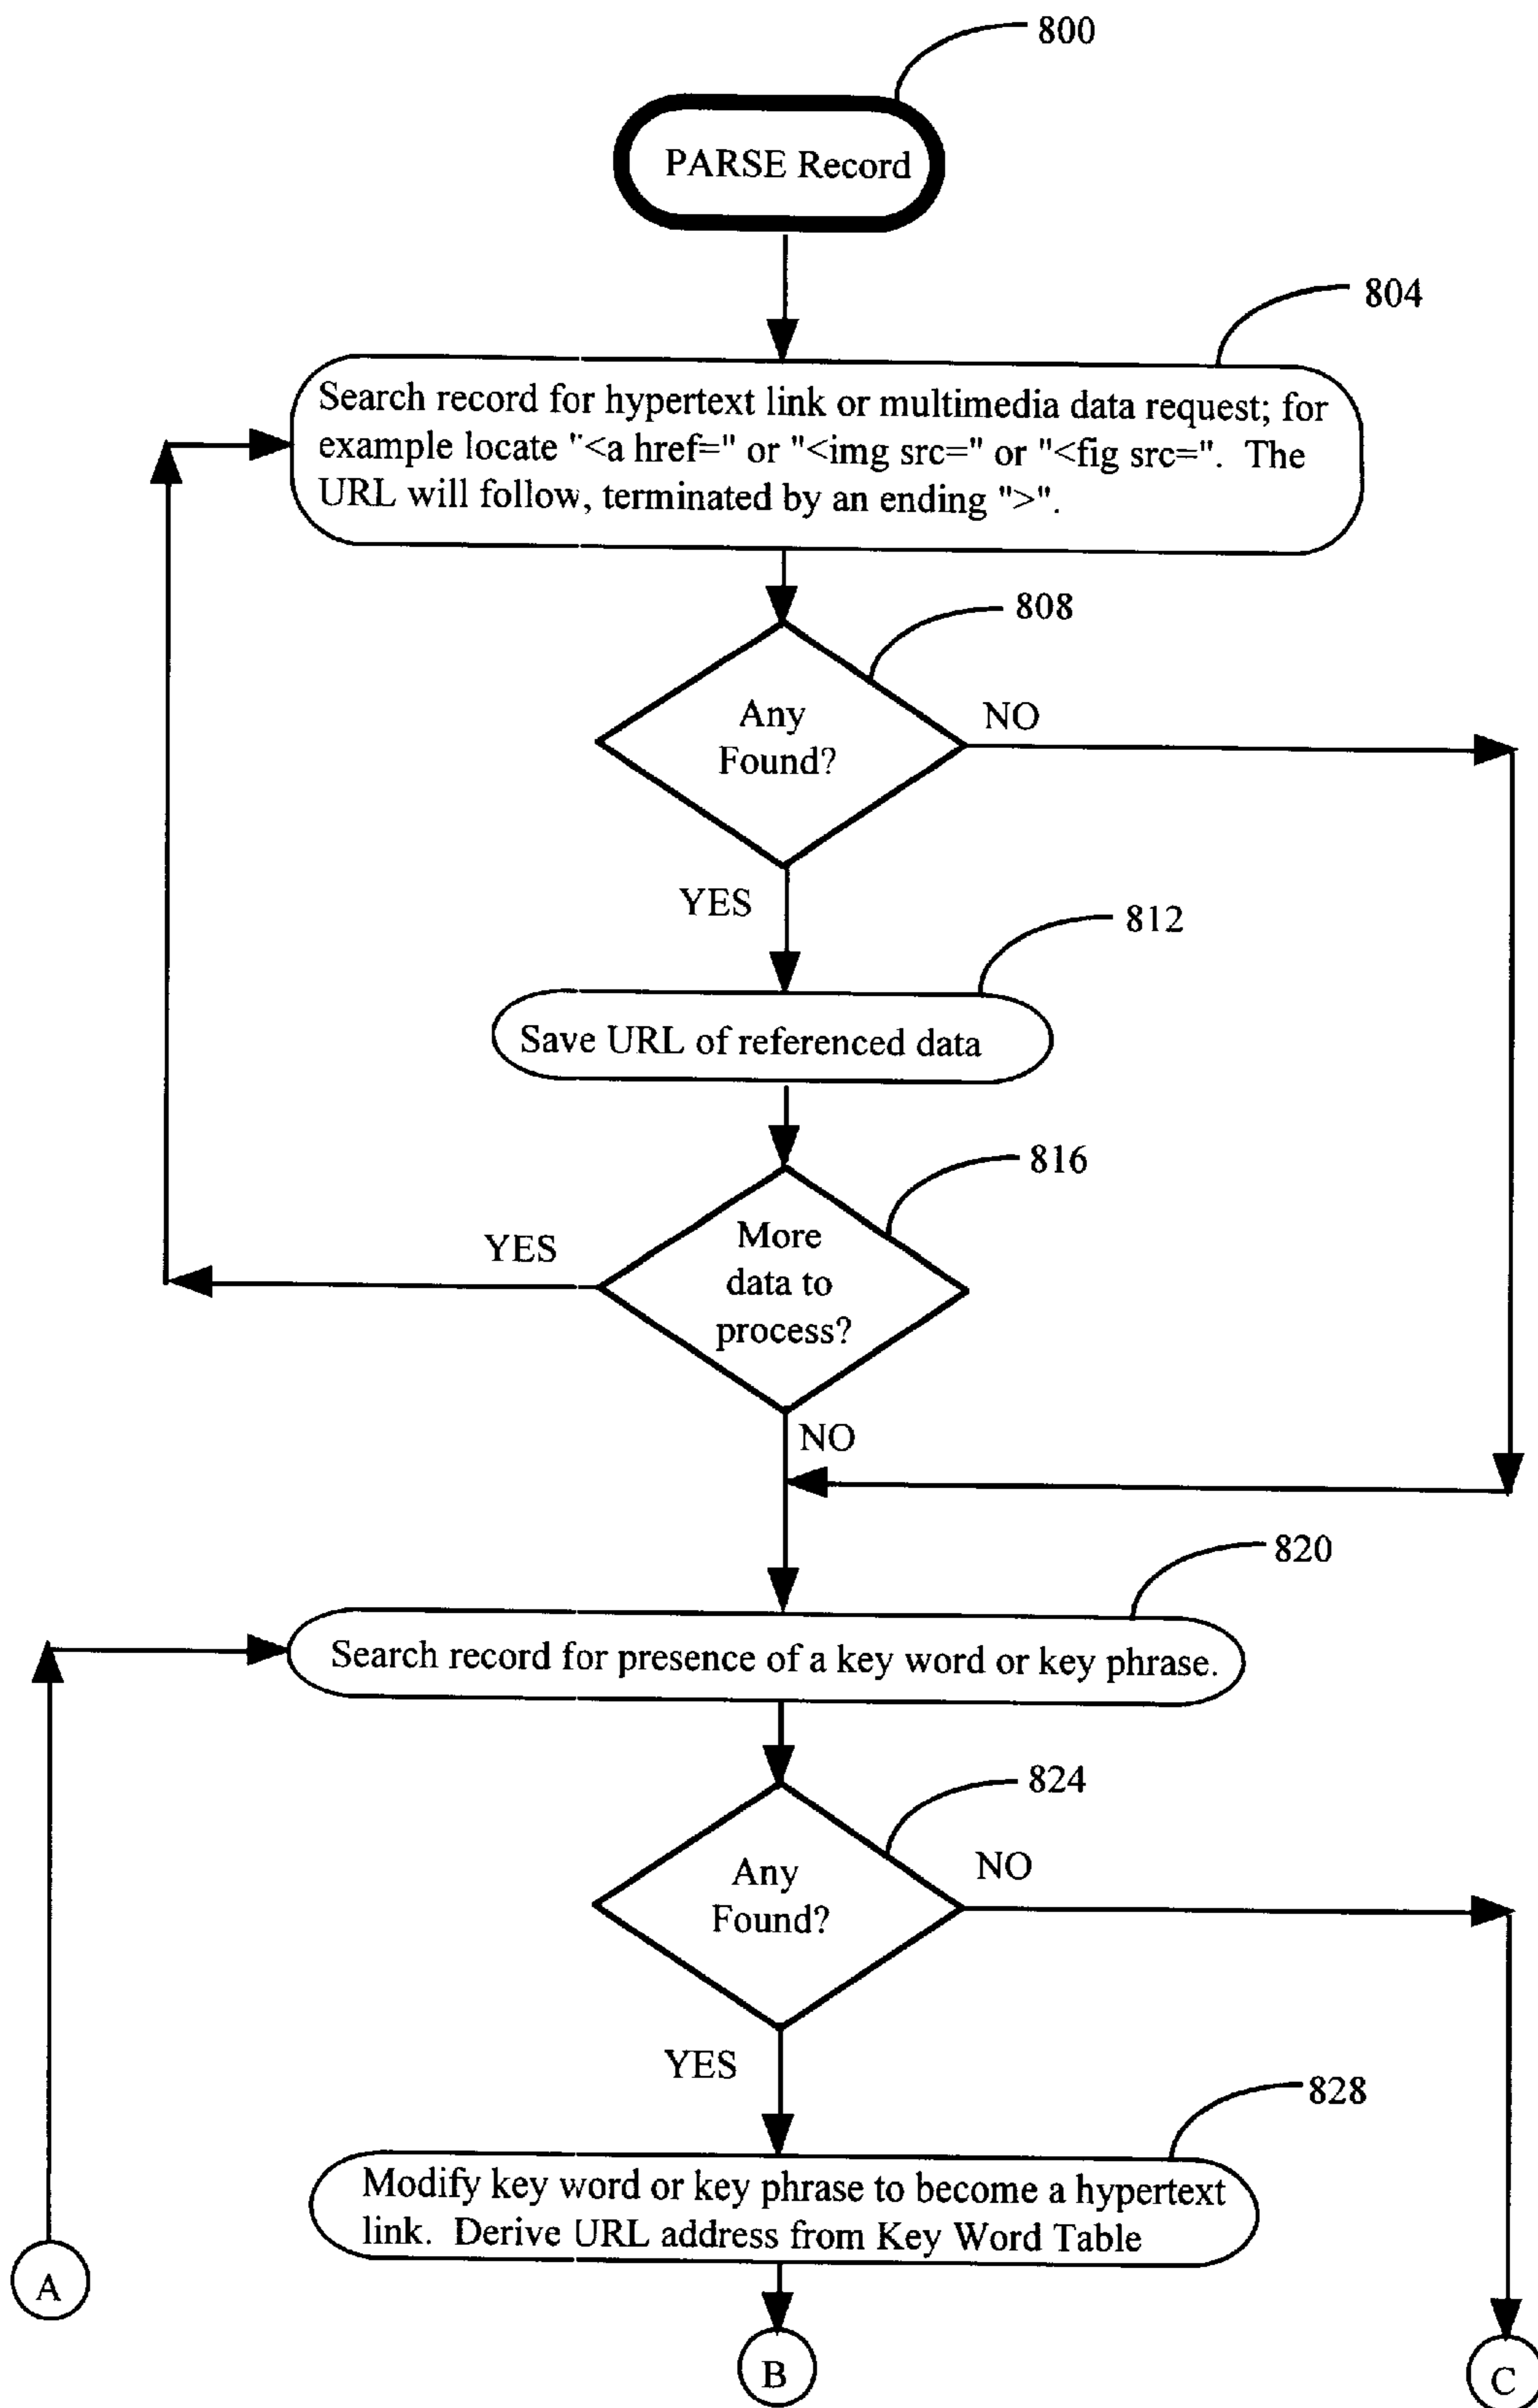 800
PARSE Record
804
Search record for hypertext link or multimedia data request; for
example locate "<a href=" or "<img src=" or "<fig src=". The
URL will follow, terminated by an ending ">".
808
Any
Found?
NO
YES
812
Save URL of referenced data
816
More
data to
process?
YES
NO
820
Search record for presence of a key word or key phrase.
824
Any
Found?
NO
YES
828
Modify key word or key phrase to become a hypertext
link. Derive URL address from Key Word Table
A
B
C